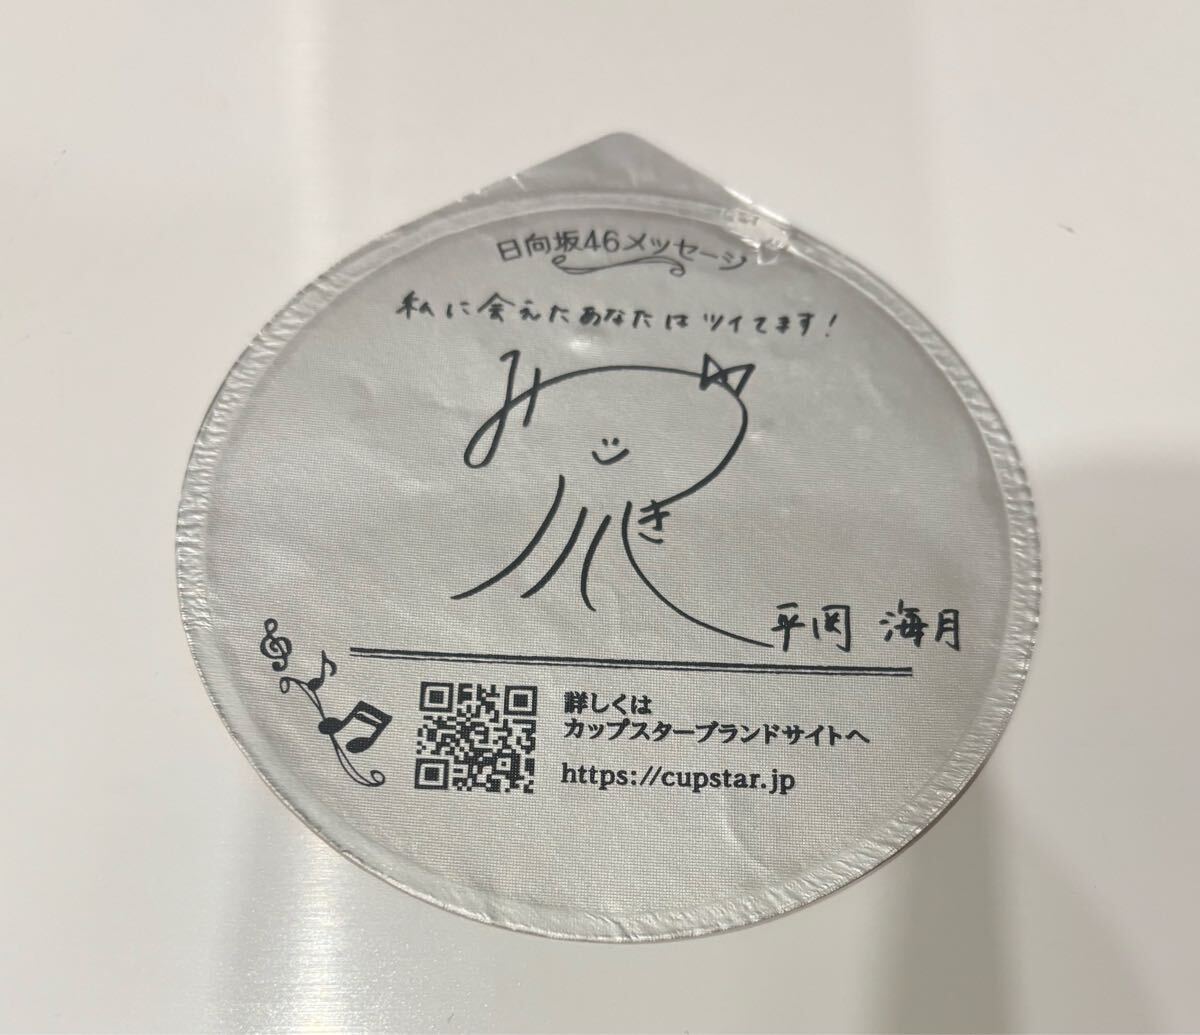 日向坂46メッセージ
私に会えたあなたはツイてます!
み
き
平岡 海月
詳しくは
カップスターブランドサイトへ
https://cupstar.jp